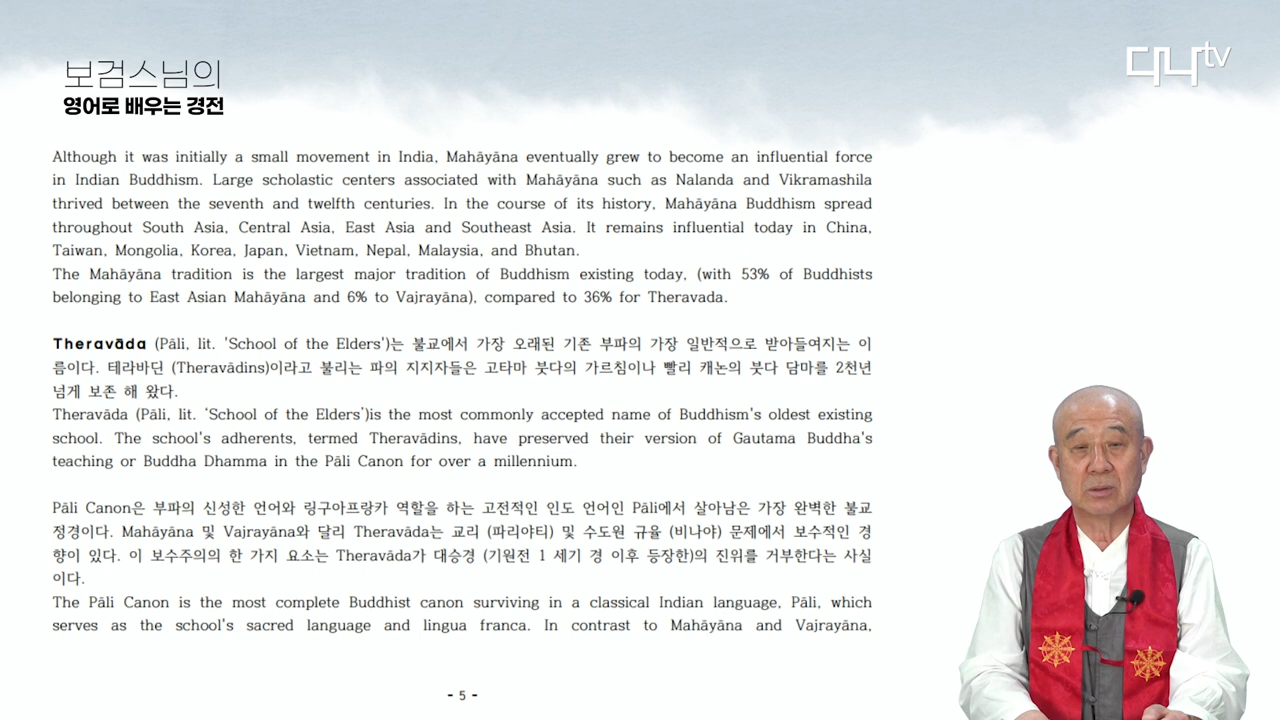 보검스님의
영어로 배우는 경전
다나tv
Although it was initially a small movement in India, Mahāyāna eventually grew to become an influential force
in Indian Buddhism. Large scholastic centers associated with Mahāyāna such as Nalanda and Vikramashila
thrived between the seventh and twelfth centuries. In the course of its history, Mahāyāna Buddhism spread
throughout South Asia, Central Asia, East Asia and Southeast Asia. It remains influential today in China,
Taiwan, Mongolia, Korea, Japan, Vietnam, Nepal, Malaysia, and Bhutan.
The Mahāyāna tradition is the largest major tradition of Buddhism existing today, (with 53% of Buddhists
belonging to East Asian Mahāyāna and 6% to Vajrayāna), compared to 36% for Theravada.
Theravāda (Pāli, lit. 'School of the Elders')는 불교에서 가장 오래된 기존 부파의 가장 일반적으로 받아들여지는 이
름이다. 테라바딘 (Theravādins)이라고 불리는 파의 지지자들은 고타마 붓다의 가르침이나 빨리 캐논의 붓다 담마를 2천년
넘게 보존 해 왔다.
Theravāda (Pāli, lit. 'School of the Elders')is the most commonly accepted name of Buddhism's oldest existing
school. The school's adherents, termed Theravādins, have preserved their version of Gautama Buddha's
teaching or Buddha Dhamma in the Pāli Canon for over a millennium.
Pāli Canon은 부파의 신성한 언어와 링구아프랑카 역할을 하는 고전적인 인도 언어인 Pāli에서 살아남은 가장 완벽한 불교
정경이다. Mahāyāna 및 Vajrayāna와 달리 Theravāda는 교리 (파리야티) 및 수도원 규율 (비나야) 문제에서 보수적인 경
향이 있다. 이 보수주의의 한 가지 요소는 Theravāda가 대승경 (기원전 1 세기 경 이후 등장한)의 진위를 거부한다는 사실
이다.
The Pāli Canon is the most complete Buddhist canon surviving in a classical Indian language, Pāli, which
serves as the school's sacred language and lingua franca. In contrast to Mahāyāna and Vajrayāna,
- 5 -